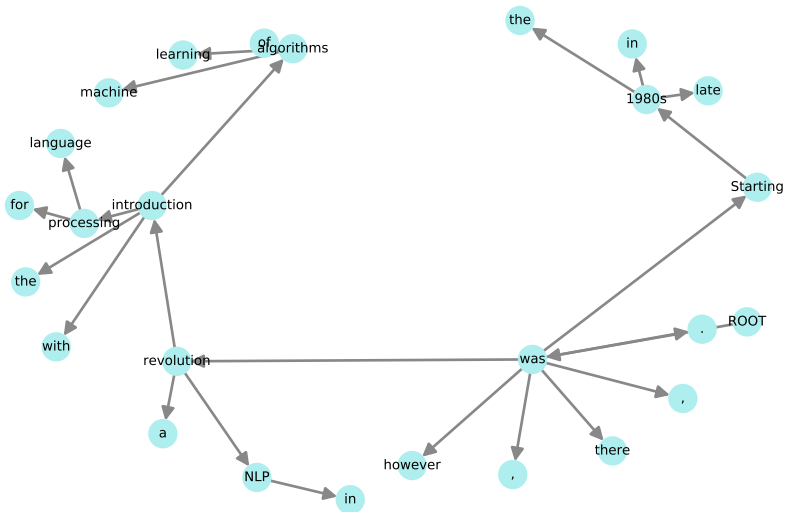 the
in
of
algorithms
learning
late
machine
1980s
language
Starting
for
introduction
processing
the
ROOT
.
with
revolution
was
,
a
there
however
NLP
,
in